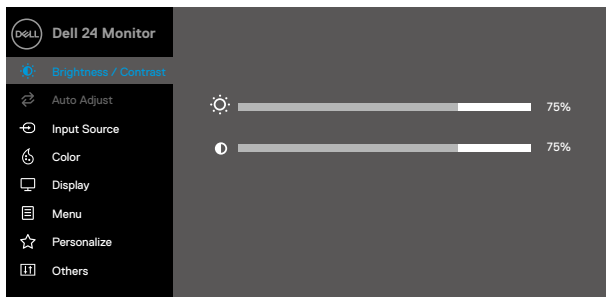 DELL Dell 24 Monitor
Brightness / Contrast
Auto Adjust
75%
Input Source
Color
75%
Display
Menu
Personalize
Others